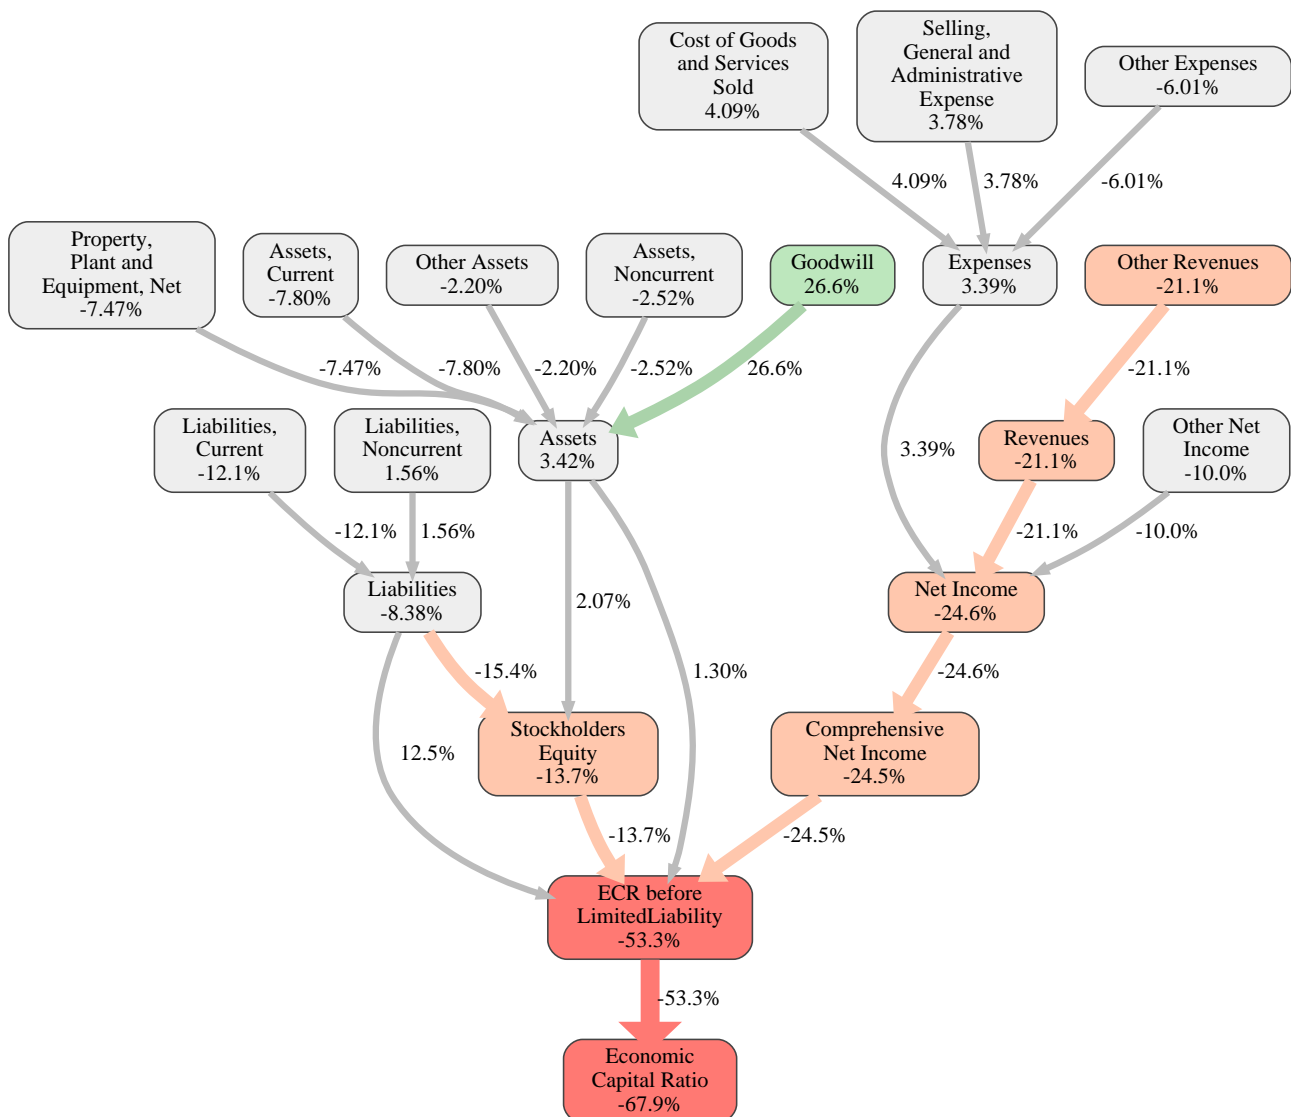 Cost of Goods
and Services
Sold
4.09%
Selling,
General and
Administrative
Expense
3.78%
Other Expenses
-6.01%
4.09%
3.78%
-6.01%
Property,
Plant and
Equipment, Net
-7.47%
Assets,
Current
-7.80%
Other Assets
-2.20%
Assets,
Noncurrent
-2.52%
Goodwill
26.6%
Expenses
3.39%
Other Revenues
-21.1%
-7.47%
-7.80%
-2.20%
-2.52%
26.6%
-21.1%
Liabilities,
Current
-12.1%
Liabilities,
Noncurrent
1.56%
Assets
3.42%
3.39%
Revenues
-21.1%
Other Net
Income
-10.0%
-12.1%
1.56%
-21.1%
-10.0%
Liabilities
-8.38%
2.07%
Net Income
-24.6%
-15.4%
1.30%
-24.6%
12.5%
Stockholders
Equity
-13.7%
Comprehensive
Net Income
-24.5%
-13.7%
-24.5%
ECR before
LimitedLiability
-53.3%
-53.3%
Economic
Capital Ratio
-67.9%